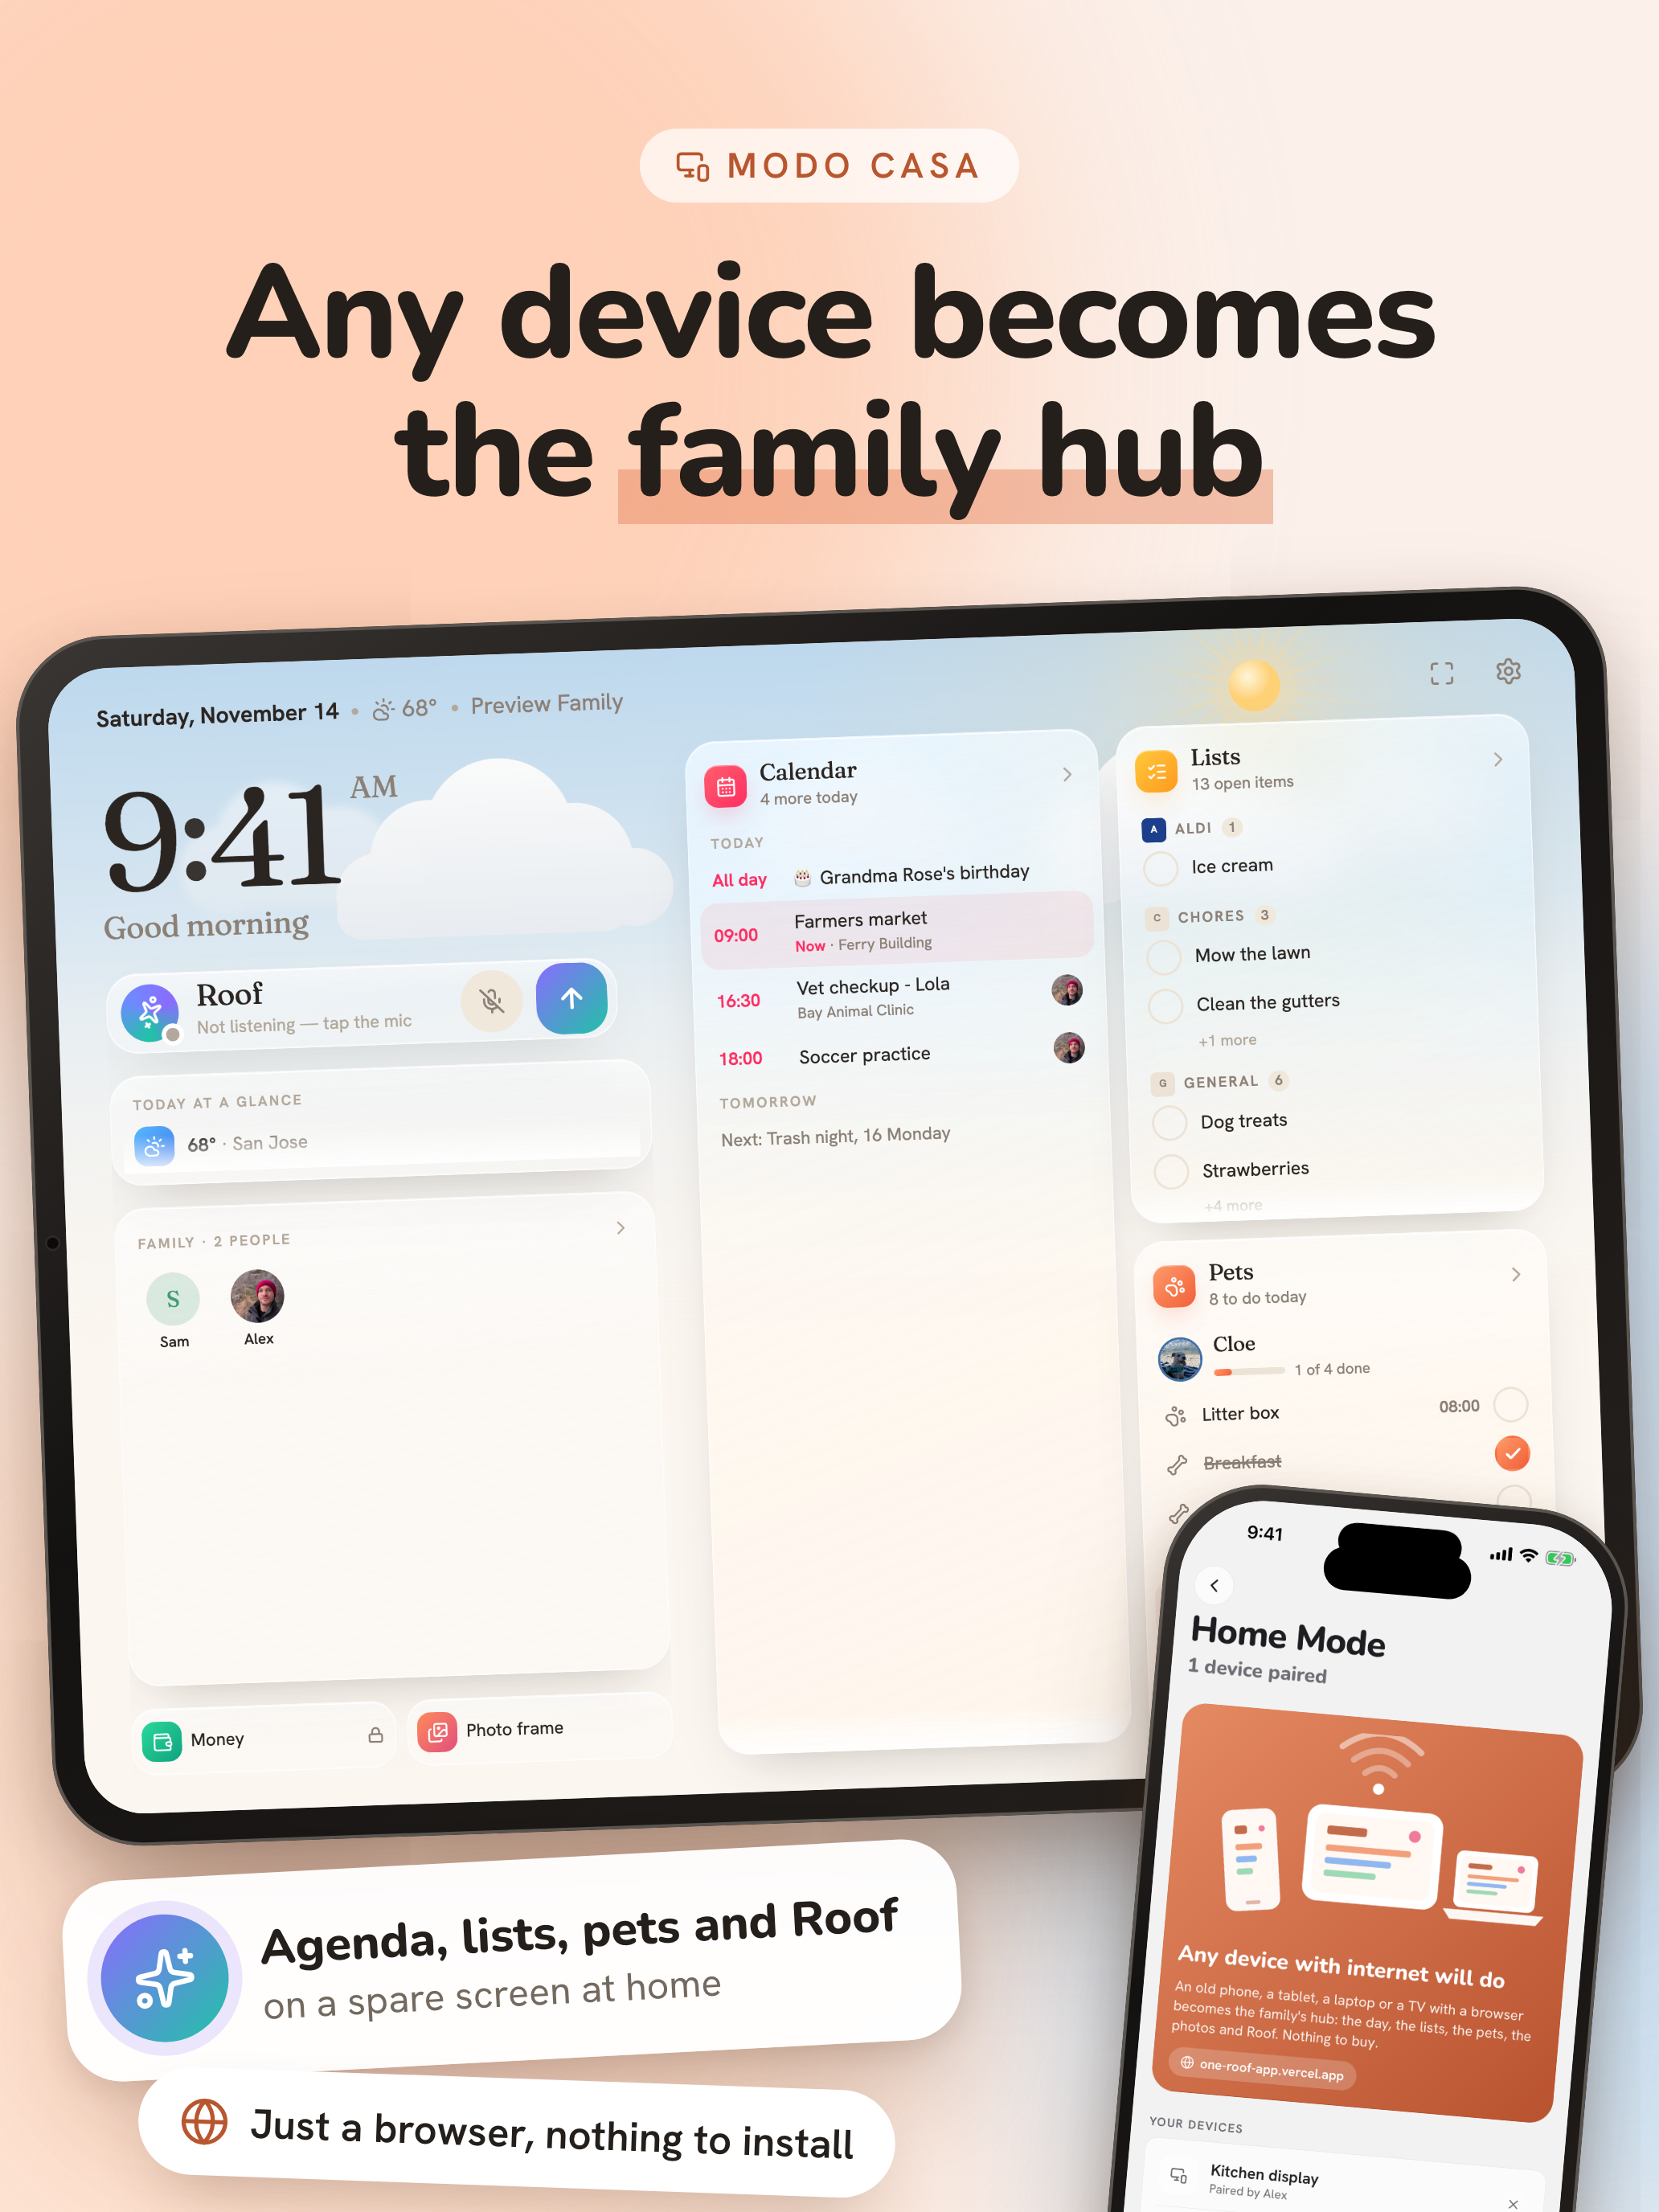 MODO CASA
Any device becomes
the family hub
Saturday, November 14 • 68° • Preview Family
9:41 AM
Good morning
Roof
Not listening — tap the mic
TODAY AT A GLANCE
68° · San Jose
FAMILY · 2 PEOPLE
S
Sam
Alex
Money
Photo frame
Calendar
4 more today
TODAY
All day 🎂 Grandma Rose's birthday
09:00 Farmers market
Now · Ferry Building
16:30 Vet checkup - Lola
Bay Animal Clinic
18:00 Soccer practice
TOMORROW
Next: Trash night, 16 Monday
Lists
13 open items
A ALDI 1
Ice cream
C CHORES 3
Mow the lawn
Clean the gutters
+1 more
G GENERAL 6
Dog treats
Strawberries
+4 more
Pets
8 to do today
Cloe
1 of 4 done
Litter box 08:00
Breakfast
9:41
Home Mode
1 device paired
Any device with internet will do
An old phone, a tablet, a laptop or a TV with a browser
becomes the family's hub: the day, the lists, the pets, the
photos and Roof. Nothing to buy.
one-roof-app.vercel.app
YOUR DEVICES
Kitchen display
Paired by Alex
Agenda, lists, pets and Roof
on a spare screen at home
Just a browser, nothing to install